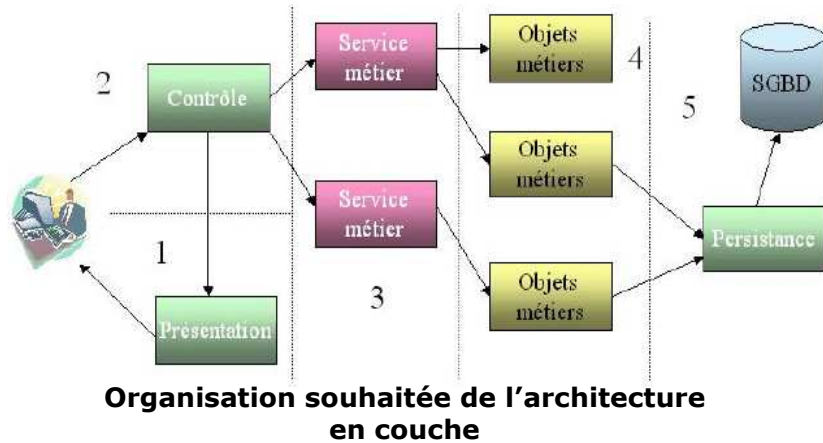 2
Contrôle
1
Présentation
Service
métier
Service
métier
3
Objets
métiers
4
Objets
métiers
Objets
métiers
5
SGBD
Persistance
Organisation souhaitée de l’architecture
en couche